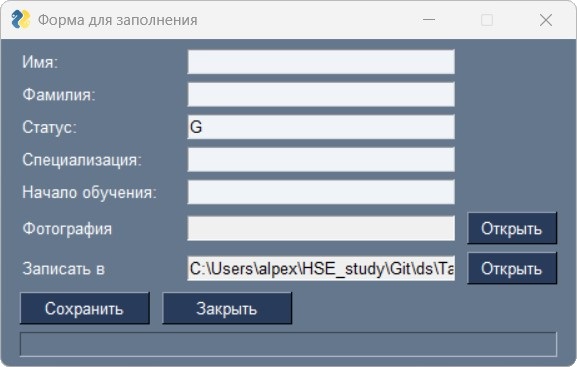 Форма для заполнения
Имя:
Фамилия:
Статус: G
Специализация:
Начало обучения:
Фотография Открыть
Записать в C:\Users\alpex\HSE_study\Git\ds\Ta Открыть
Сохранить Закрыть